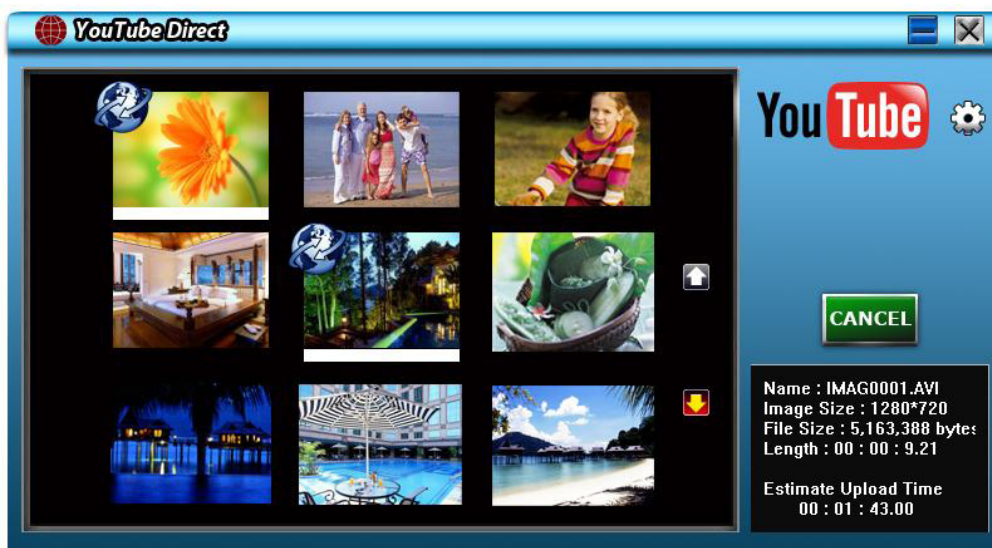 YouTube Direct
YouTube
CANCEL
Name : IMAG0001.AVI
Image Size : 1280*720
File Size : 5,163,388 bytes
Length : 00 : 00 : 9.21
Estimate Upload Time
00 : 01 : 43.00